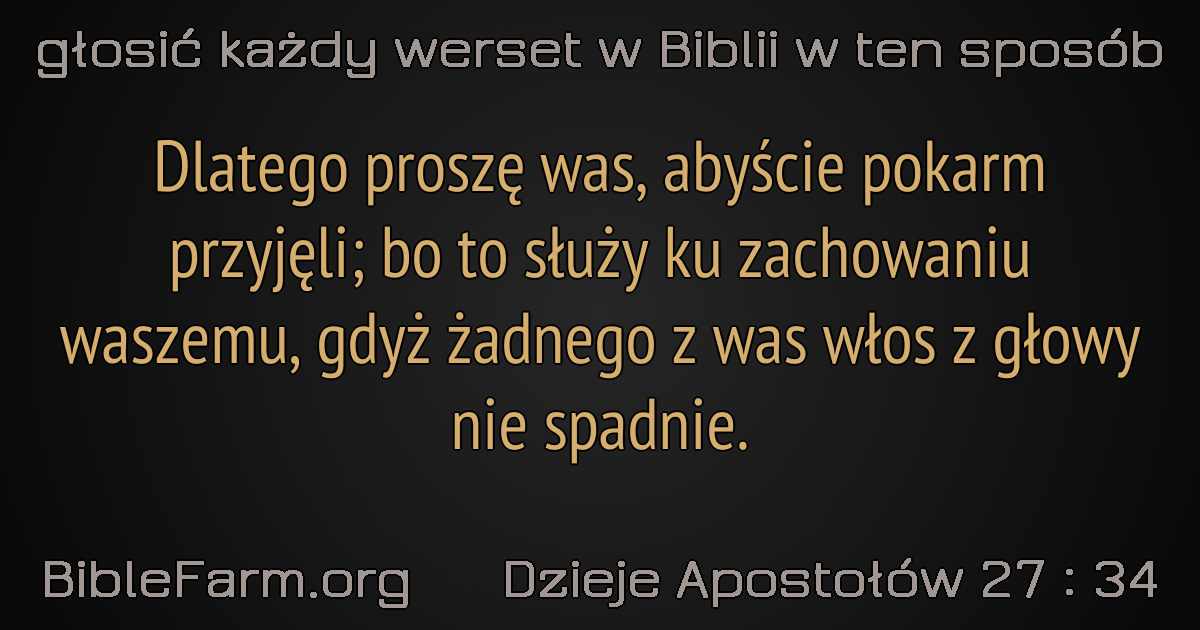 głosić każdy werset w Biblii w ten sposób
Dlatego proszę was, abyście pokarm
przyjęli; bo to służy ku zachowaniu
waszemu, gdyż żadnego z was włos z głowy
nie spadnie.
BibleFarm.org Dzieje Apostołów 27 : 34